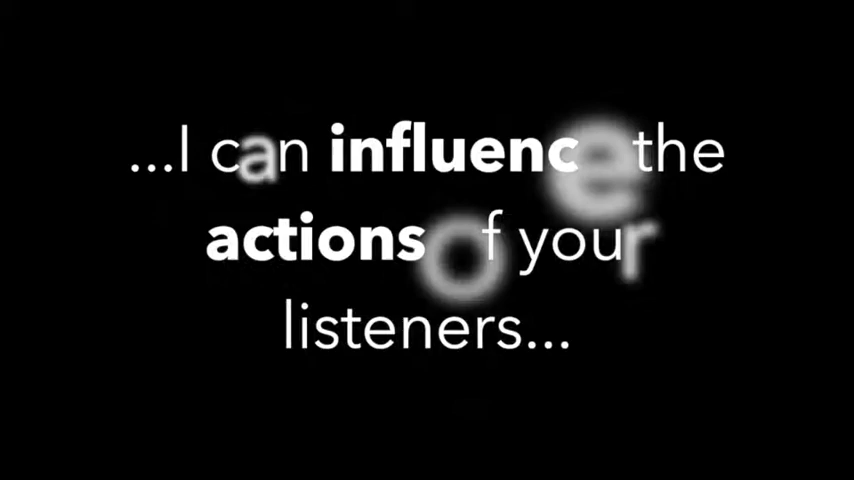 ...I can influence the
actions of your
listeners...